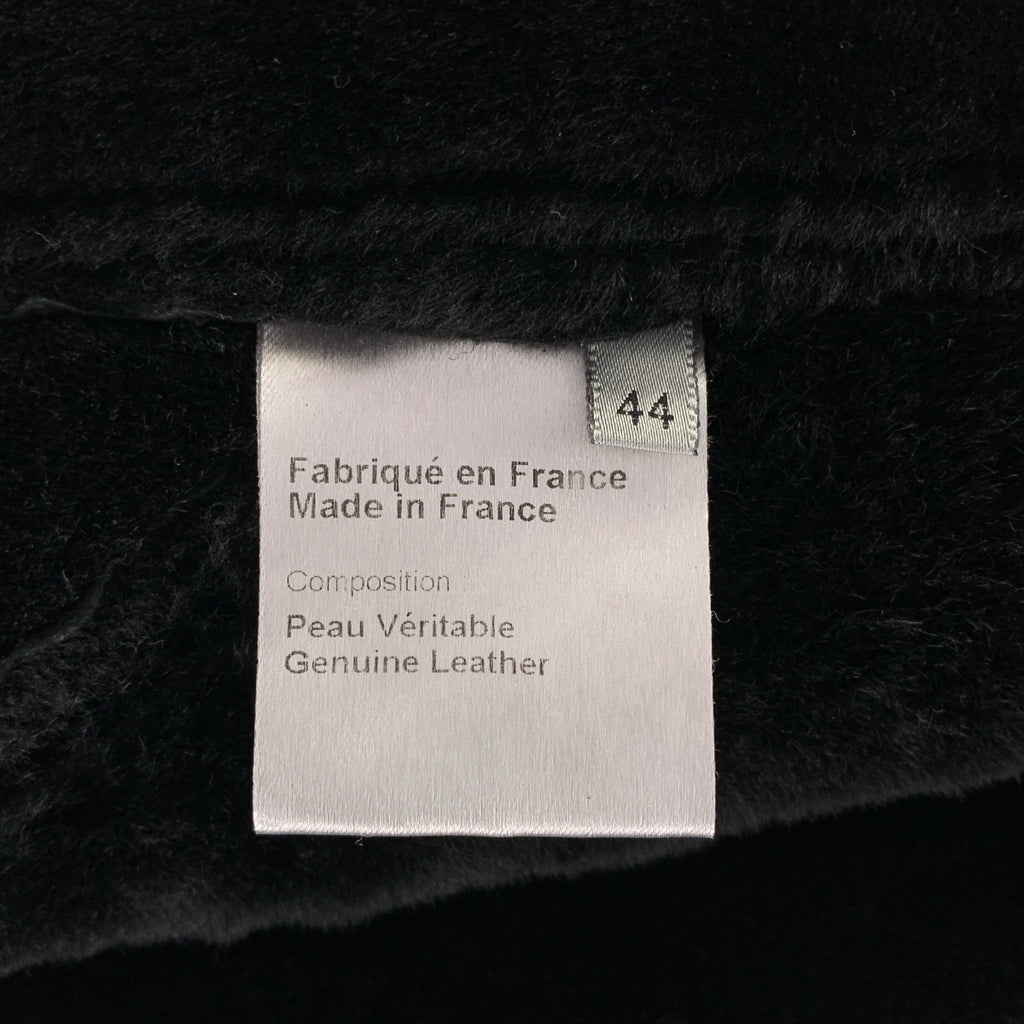 44
Fabriqué en France
Made in France
Composition :
Peau Véritable
Genuine Leather